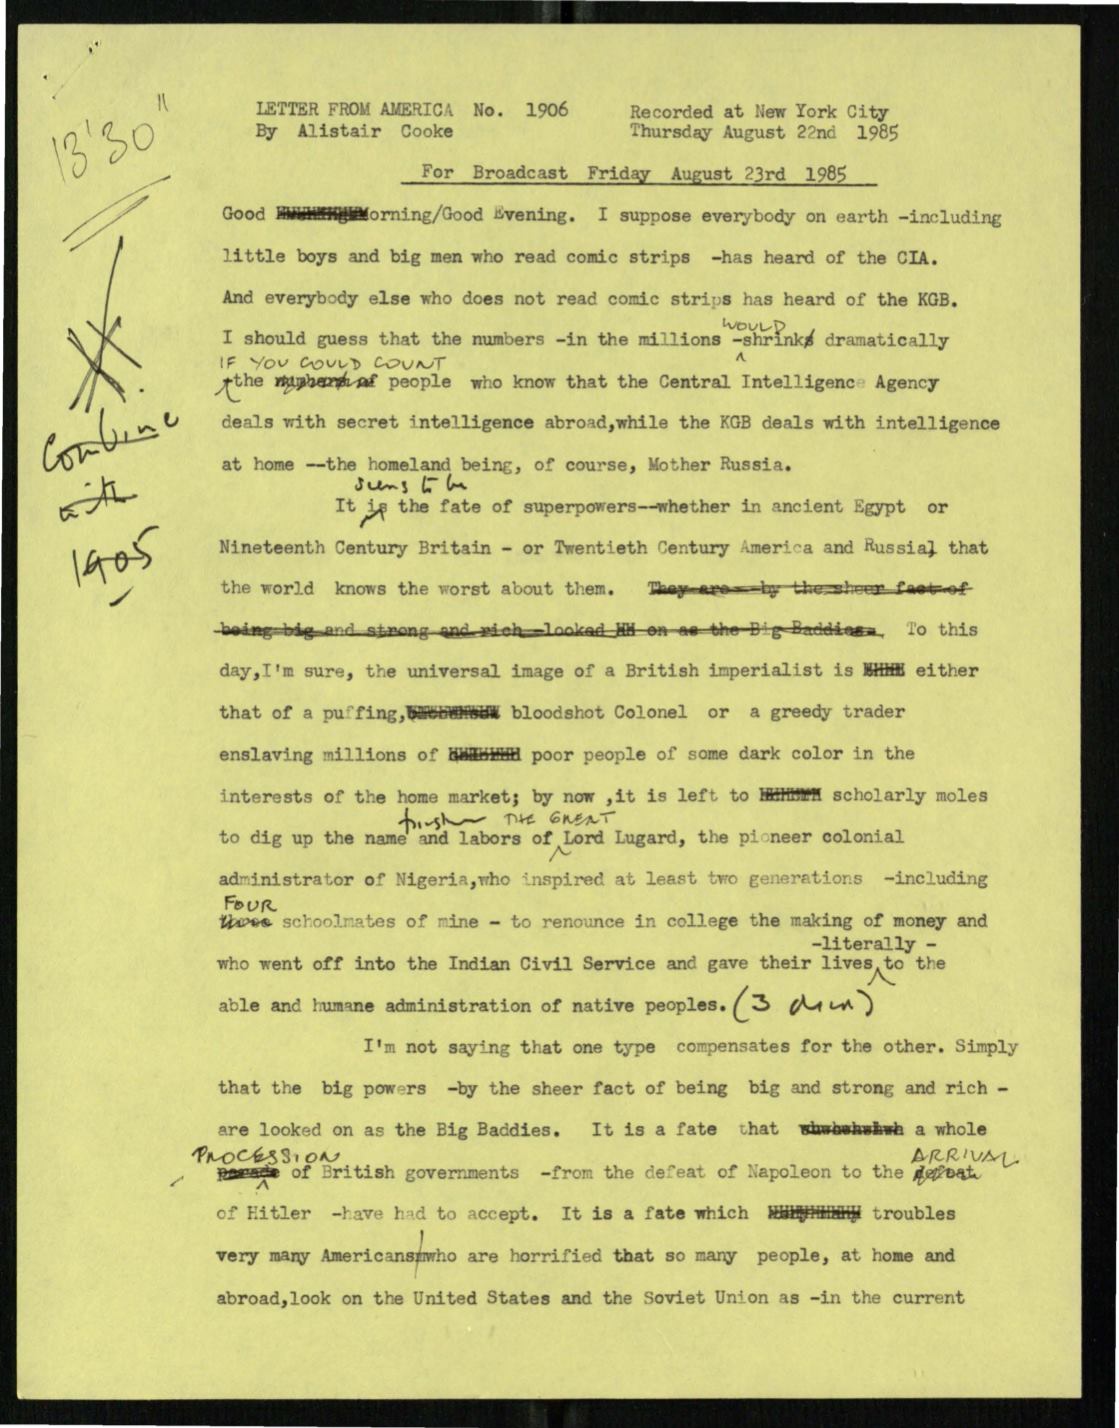 13'30"
LETTER FROM AMERICA No. 1906 Recorded at New York City
By Alistair Cooke Thursday August 22nd 1985
For Broadcast Friday August 23rd 1985
Good Morning/Good Evening. I suppose everybody on earth -including
little boys and big men who read comic strips -has heard of the CIA.
And everybody else who does not read comic strips has heard of the KGB.
WOULD
I should guess that the numbers -in the millions -shrinks dramatically
IF YOU COULD COUNT
the numbers of people who know that the Central Intelligence Agency
deals with secret intelligence abroad,while the KGB deals with intelligence
at home --the homeland being, of course, Mother Russia.
Combine
with
1905
seems to be
It is the fate of superpowers--whether in ancient Egypt or
Nineteenth Century Britain - or Twentieth Century America and Russia, that
the world knows the worst about them. They are - by the sheer fact of
being big and strong and rich -looked on as the Big Baddies. To this
day,I'm sure, the universal image of a British imperialist is either
that of a puffing, bloodshot Colonel or a greedy trader
enslaving millions of poor people of some dark color in the
interests of the home market; by now ,it is left to scholarly moles
THE GREAT
to dig up the name and labors of Lord Lugard, the pioneer colonial
administrator of Nigeria,who inspired at least two generations -including
FOUR
three schoolmates of mine - to renounce in college the making of money and
-literally -
who went off into the Indian Civil Service and gave their lives to the
able and humane administration of native peoples. (3 died)
I'm not saying that one type compensates for the other. Simply
that the big powers -by the sheer fact of being big and strong and rich -
are looked on as the Big Baddies. It is a fate that a whole
PROCESSION ARRIVAL
parade of British governments -from the defeat of Napoleon to the defeat
of Hitler -have had to accept. It is a fate which troubles
very many Americans who are horrified that so many people, at home and
abroad,look on the United States and the Soviet Union as -in the current